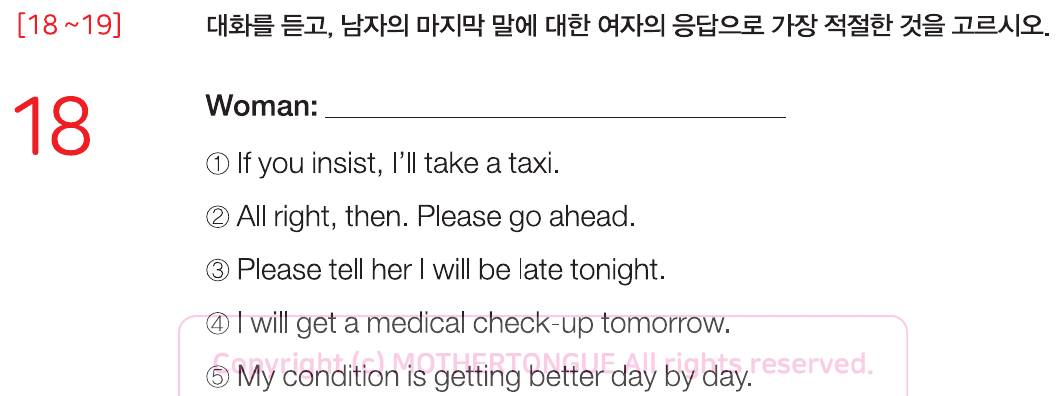 [18~19] 대화를 듣고, 남자의 마지막 말에 대한 여자의 응답으로 가장 적절한 것을 고르시오.
18
Woman: ____________________
① If you insist, I'll take a taxi.
② All right, then. Please go ahead.
③ Please tell her I will be late tonight.
④ I will get a medical check-up tomorrow.
Copyright (c) MOTHERTONGUE All rights reserved.
⑤ My condition is getting better day by day.